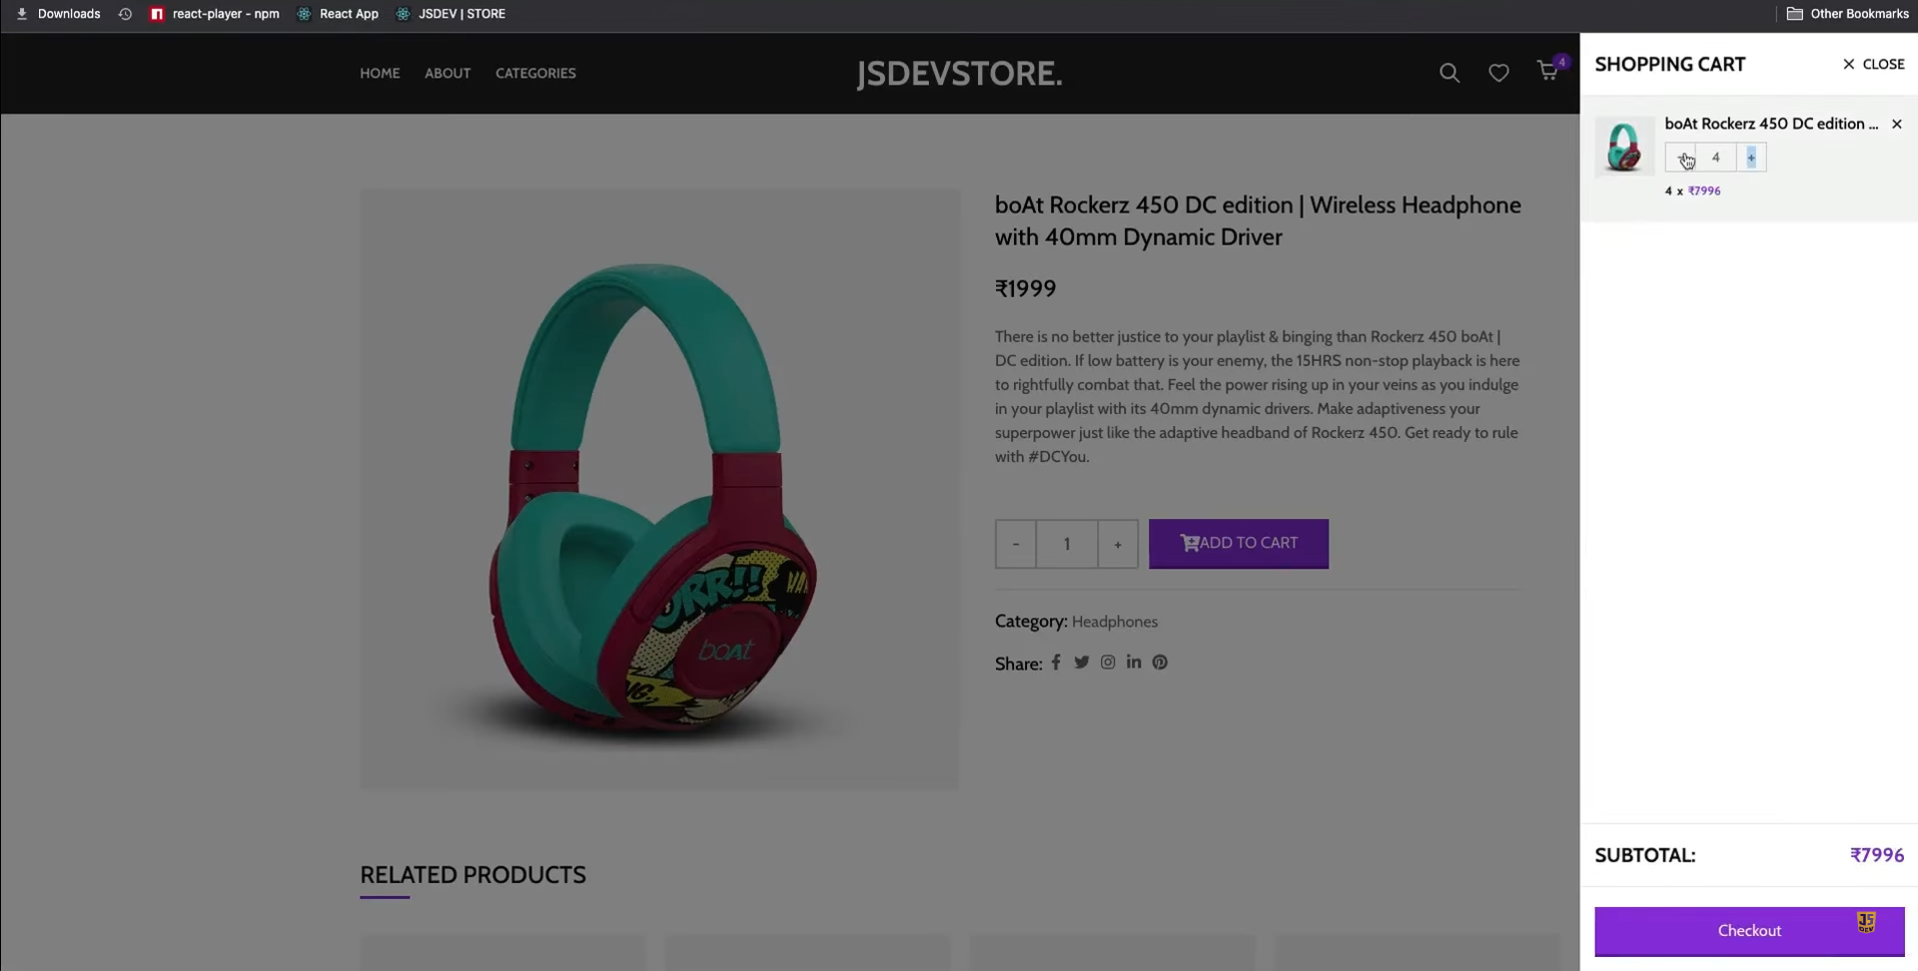 Downloads
react-player - npm
React App
JSDEV | STORE
Other Bookmarks
HOME
ABOUT
CATEGORIES
JSDEVSTORE.
4
SHOPPING CART
CLOSE
boAt Rockerz 450 DC edition ...
4
+
4 x ₹7996
boAt Rockerz 450 DC edition | Wireless Headphone
with 40mm Dynamic Driver
₹1999
There is no better justice to your playlist & binging than Rockerz 450 boAt |
DC edition. If low battery is your enemy, the 15HRS non-stop playback is here
to rightfully combat that. Feel the power rising up in your veins as you indulge
in your playlist with its 40mm dynamic drivers. Make adaptiveness your
superpower just like the adaptive headband of Rockerz 450. Get ready to rule
with #DCYou.
- 1 +
ADD TO CART
Category: Headphones
Share:
boAt
RELATED PRODUCTS
SUBTOTAL: ₹7996
Checkout
JS
DEV